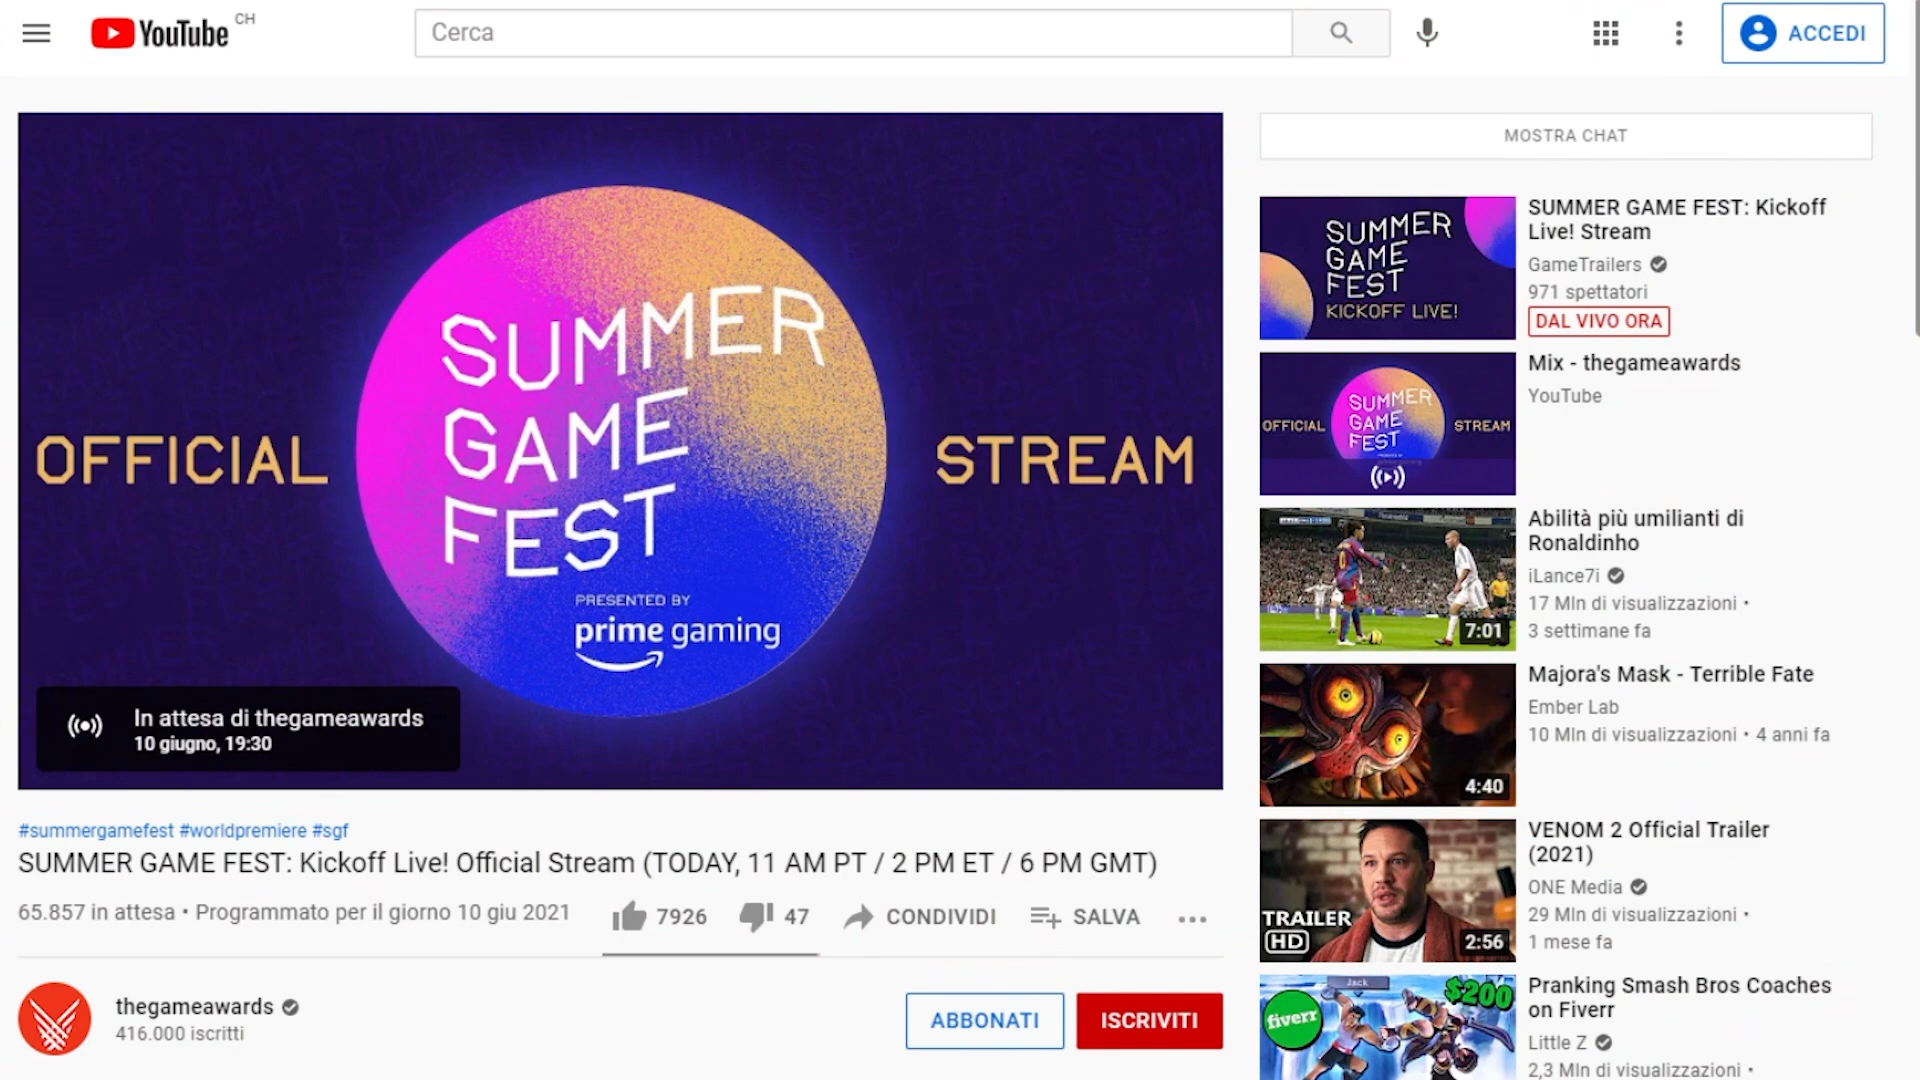 YouTube CH
Cerca
ACCEDI
OFFICIAL
SUMMER
GAME
FEST
PRESENTED BY
prime gaming
STREAM
In attesa di thegameawards
10 giugno, 19:30
#summergamefest #worldpremiere #sgf
SUMMER GAME FEST: Kickoff Live! Official Stream (TODAY, 11 AM PT / 2 PM ET / 6 PM GMT)
65.857 in attesa • Programmato per il giorno 10 giu 2021
7926
47
CONDIVIDI
SALVA
thegameawards
416.000 iscritti
ABBONATI
ISCRIVITI
MOSTRA CHAT
SUMMER
GAME
FEST
KICKOFF LIVE!
SUMMER GAME FEST: Kickoff
Live! Stream
GameTrailers
971 spettatori
DAL VIVO ORA
OFFICIAL
SUMMER
GAME
FEST
STREAM
Mix - thegameawards
YouTube
7:01
Abilità più umilianti di
Ronaldinho
iLance7i
17 Mln di visualizzazioni •
3 settimane fa
4:40
Majora's Mask - Terrible Fate
Ember Lab
10 Mln di visualizzazioni • 4 anni fa
TRAILER
HD
2:56
VENOM 2 Official Trailer
(2021)
ONE Media
29 Mln di visualizzazioni •
1 mese fa
Jack
$200
fiverr
Pranking Smash Bros Coaches
on Fiverr
Little Z
2,3 Mln di visualizzazioni •